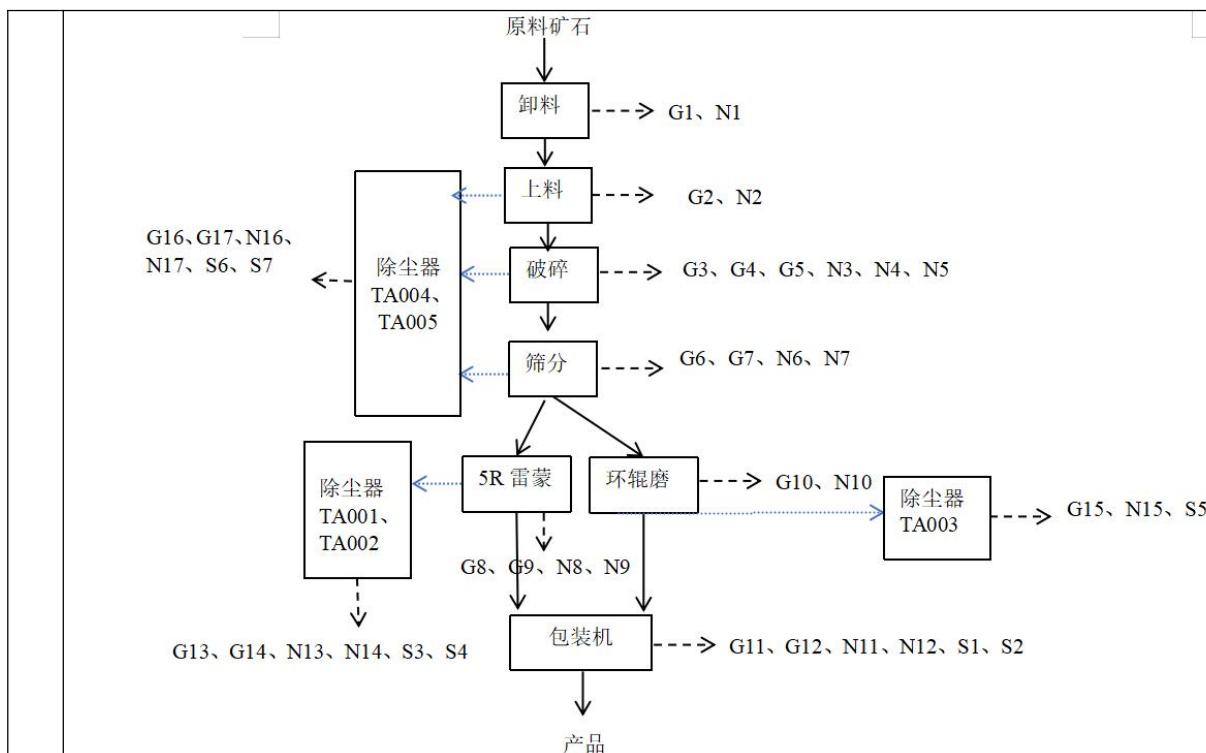 原料矿石
卸料
G1、N1
上料
G2、N2
G16、G17、N16、
N17、S6、S7
除尘器
TA004、
TA005
破碎
G3、G4、G5、N3、N4、N5
筛分
G6、G7、N6、N7
除尘器
TA001、
TA002
5R 雷蒙
环辊磨
G10、N10
除尘器
TA003
G15、N15、S5
G8、G9、N8、N9
G13、G14、N13、N14、S3、S4
包装机
G11、G12、N11、N12、S1、S2
产品